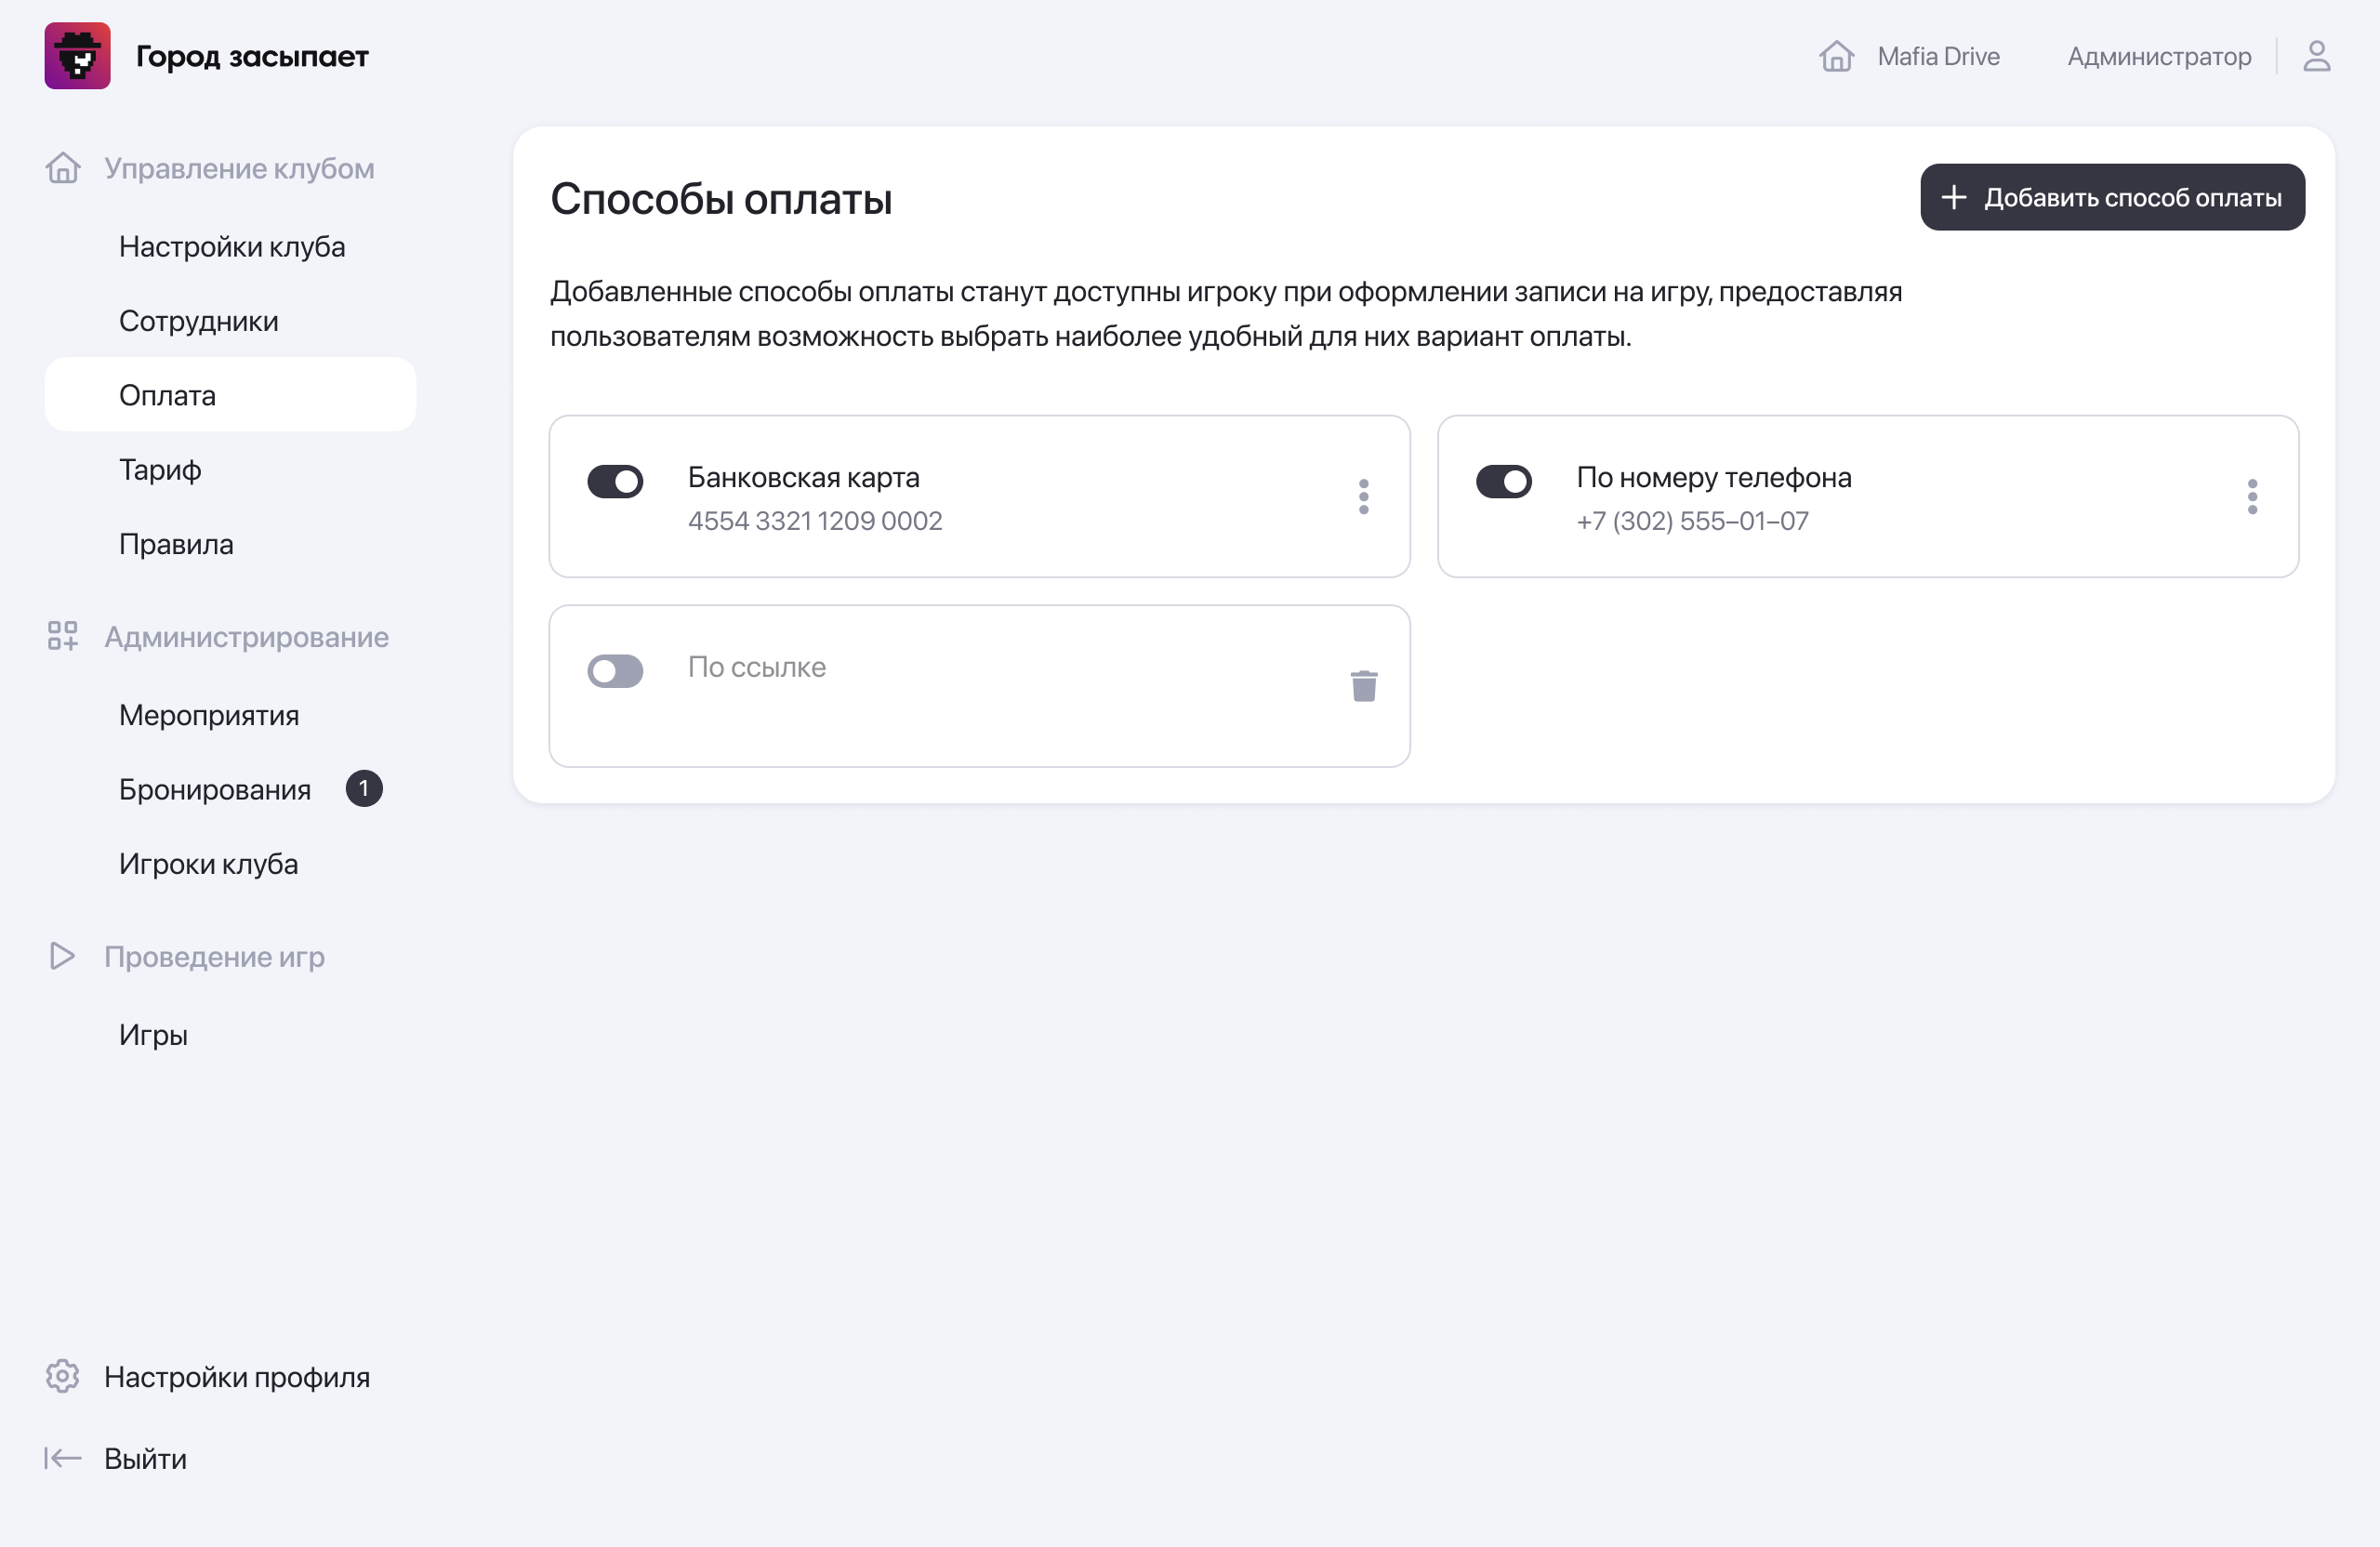 Город засыпает
Mafia Drive
Администратор
Управление клубом
Настройки клуба
Сотрудники
Оплата
Тариф
Правила
Администрирование
Мероприятия
Бронирования 1
Игроки клуба
Проведение игр
Игры
Настройки профиля
Выйти
Способы оплаты
Добавить способ оплаты
Добавленные способы оплаты станут доступны игроку при оформлении записи на игру, предоставляя
пользователям возможность выбрать наиболее удобный для них вариант оплаты.
Банковская карта
4554 3321 1209 0002
По номеру телефона
+7 (302) 555–01–07
По ссылке